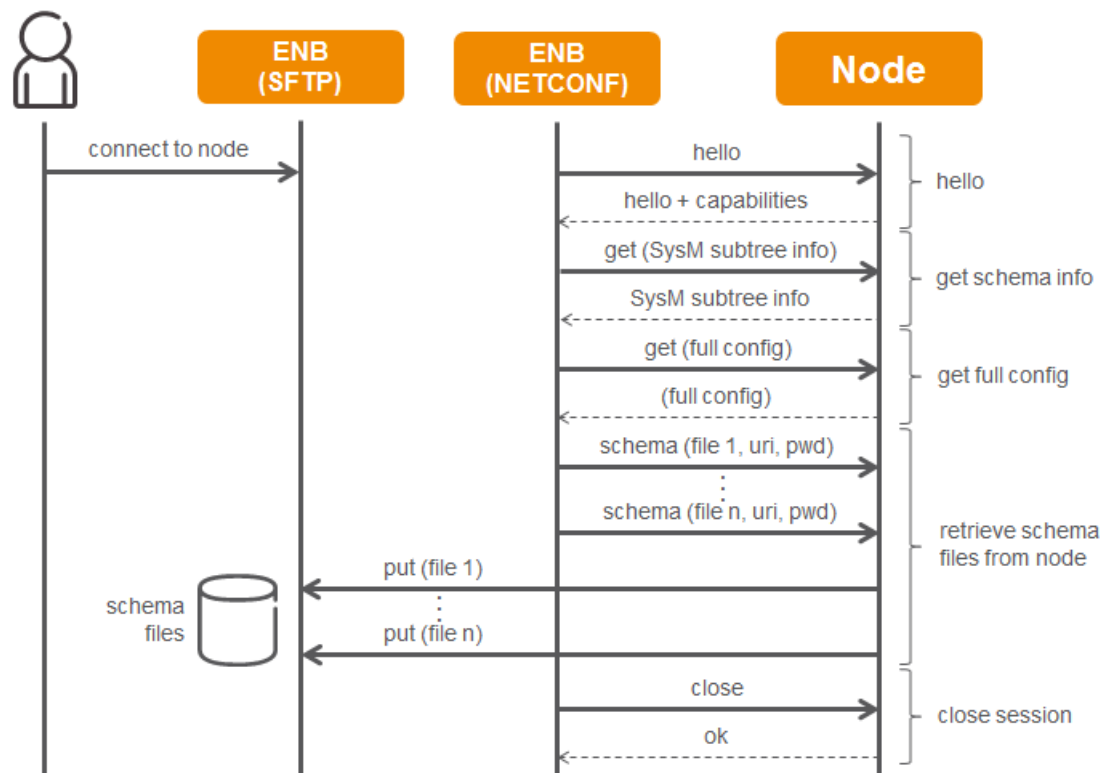 ENB
(SFTP)
ENB
(NETCONF)
Node
connect to node
hello
hello + capabilities
hello
get (SysM subtree info)
SysM subtree info
get schema info
get (full config)
(full config)
get full config
schema (file 1, uri, pwd)
schema (file n, uri, pwd)
retrieve schema
files from node
put (file 1)
put (file n)
schema
files
close
ok
close session